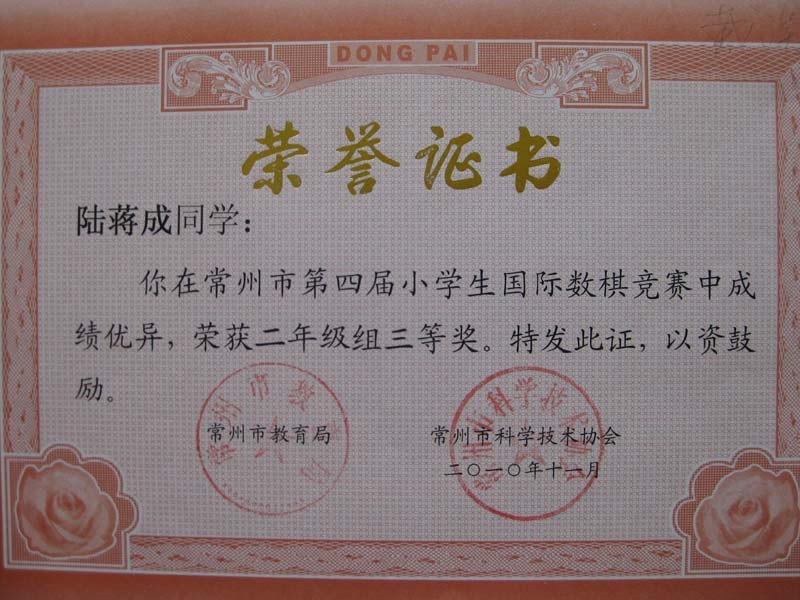 DONG PAI
荣誉证书
陆蒋成同学：
你在常州市第四届小学生国际数棋竞赛中成
绩优异，荣获二年级组三等奖。特发此证，以资鼓
励。
常州市教育局
常州市科学技术协会
二〇一〇年十一月